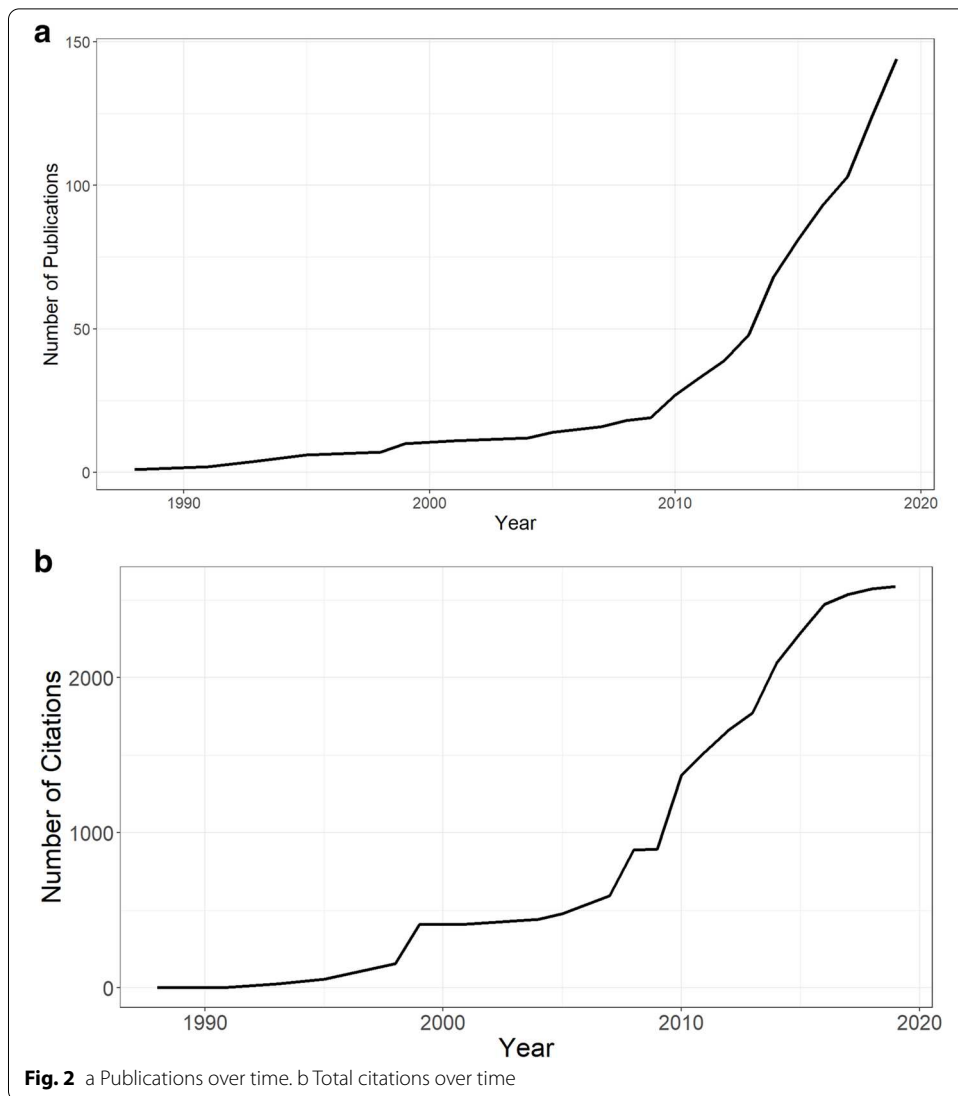 a
150
100
50
0
Number of Publications
1990 2000 2010 2020
Year
b
2000
1000
0
Number of Citations
1990 2000 2010 2020
Year
Fig. 2 a Publications over time. b Total citations over time